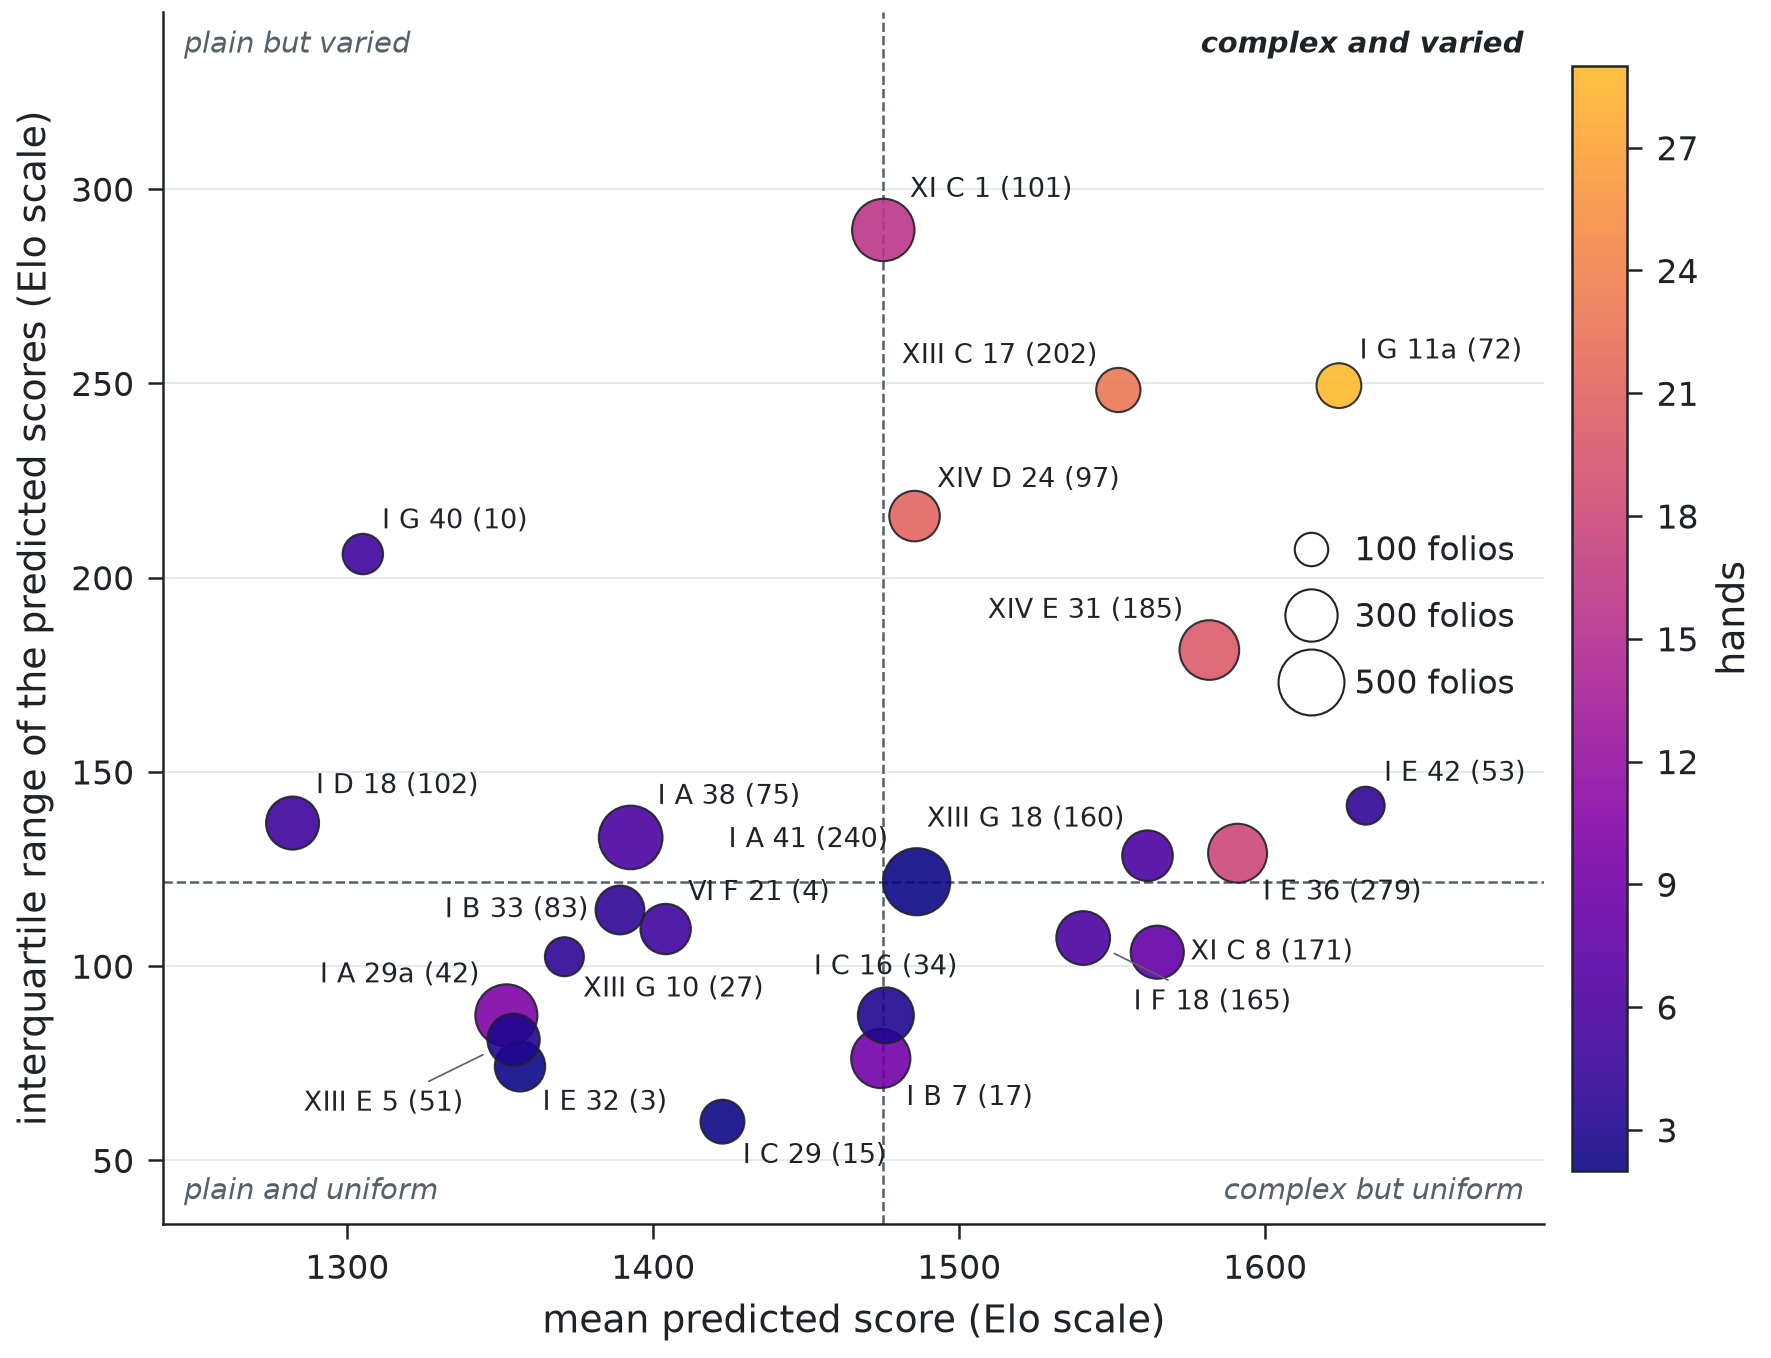 plain but varied
complex and varied
XI C 1 (101)
XIII C 17 (202)
I G 11a (72)
XIV D 24 (97)
I G 40 (10)
100 folios
XIV E 31 (185)
300 folios
500 folios
I D 18 (102)
I A 38 (75)
I E 42 (53)
XIII G 18 (160)
I A 41 (240)
VI F 21 (4)
I E 36 (279)
I B 33 (83)
XI C 8 (171)
I A 29a (42)
I C 16 (34)
XIII G 10 (27)
I F 18 (165)
XIII E 5 (51)
I E 32 (3)
I B 7 (17)
I C 29 (15)
plain and uniform
complex but uniform
300
250
200
150
100
50
interquartile range of the predicted scores (Elo scale)
1300
1400
1500
1600
mean predicted score (Elo scale)
27
24
21
18
15
12
9
6
3
hands